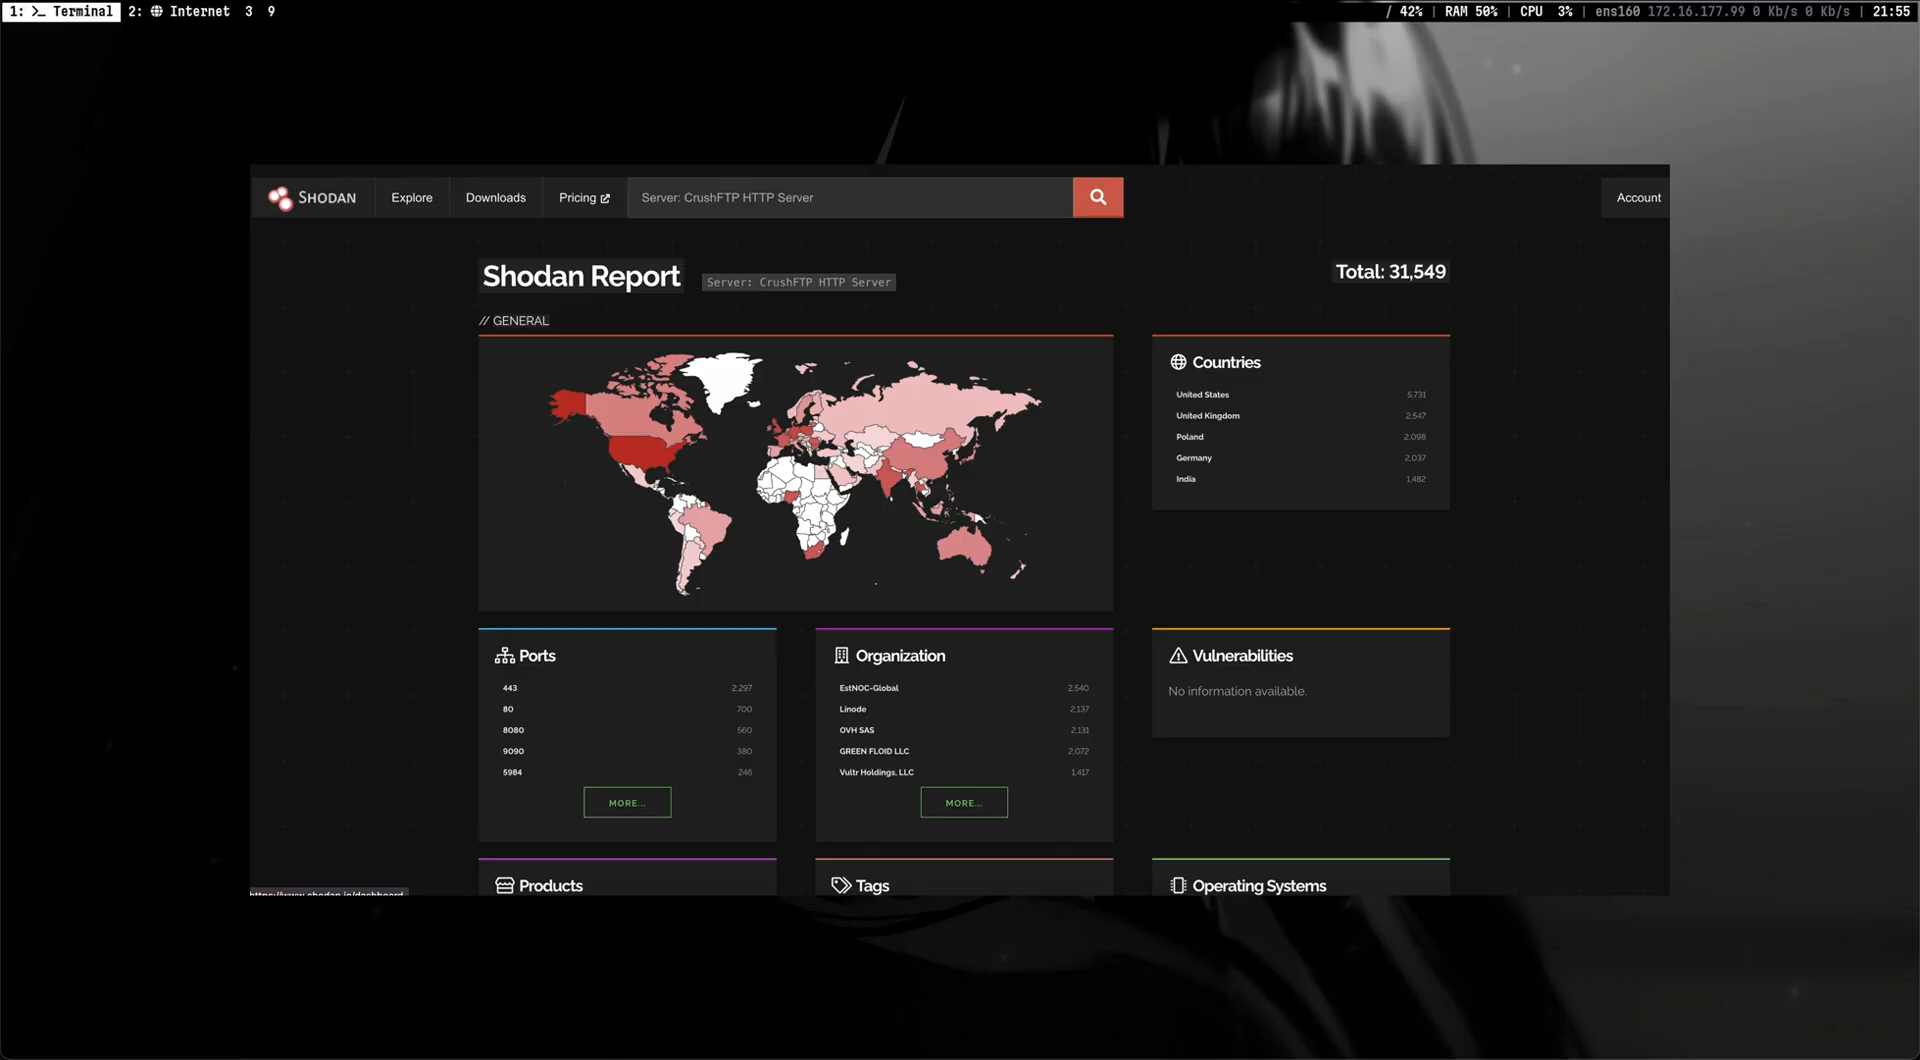 1: >_ Terminal 2: Internet 3 9
/ 42% | RAM 50% | CPU 3% | ens160 172.16.177.99 0 Kb/s 0 Kb/s | 21:55
SHODAN Explore Downloads Pricing Server: CrushFTP HTTP Server Account
Shodan Report Server: CrushFTP HTTP Server Total: 31,549
// GENERAL
Countries
United States 5,731
United Kingdom 2,547
Poland 2,098
Germany 2,037
India 1,482
Ports
443 2,297
80 700
8080 560
9090 380
5984 246
MORE...
Organization
EstNOC-Global 2,540
Linode 2,137
OVH SAS 2,131
GREEN FLOID LLC 2,072
Vultr Holdings, LLC 1,417
MORE...
Vulnerabilities
No information available.
Products
Tags
Operating Systems
https://www.shodan.io/dashboard